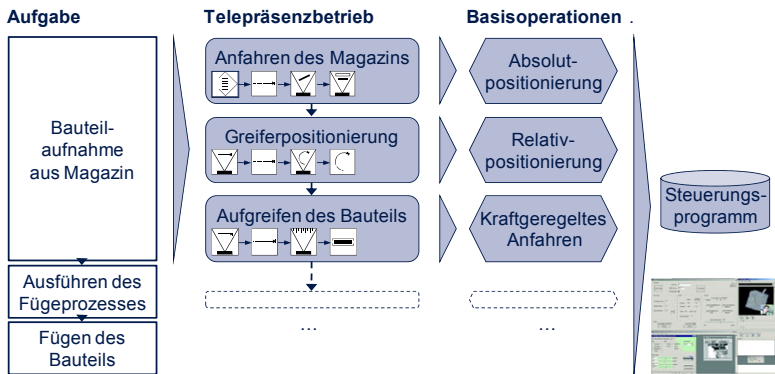 Aufgabe
Telepräsenzbetrieb
Basisoperationen .
Bauteil-
aufnahme
aus Magazin
Ausführen des
Fügeprozesses
Fügen des
Bauteils
Anfahren des Magazins
Greiferpositionierung
Aufgreifen des Bauteils
...
Absolut-
positionierung
Relativ-
positionierung
Kraftgeregeltes
Anfahren
...
Steuerungs-
programm